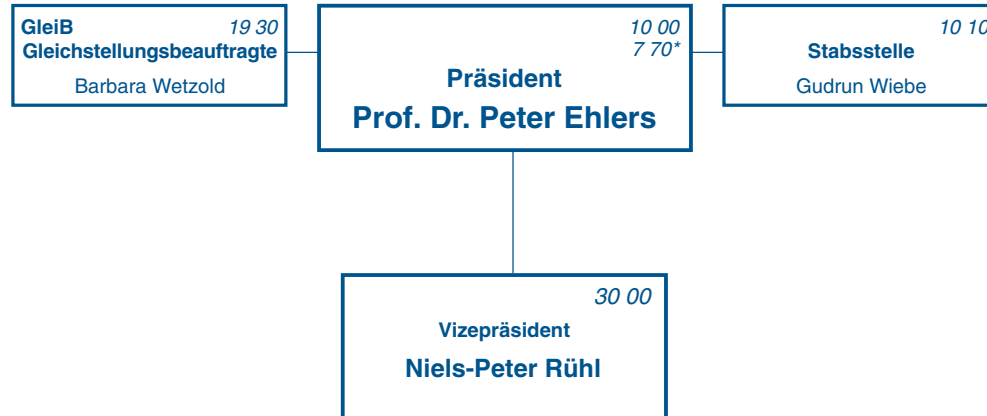 GleiB 19 30
Gleichstellungsbeauftragte
Barbara Wetzold
10 00
7 70*
Präsident
Prof. Dr. Peter Ehlers
10 10
Stabsstelle
Gudrun Wiebe
30 00
Vizepräsident
Niels-Peter Rühl